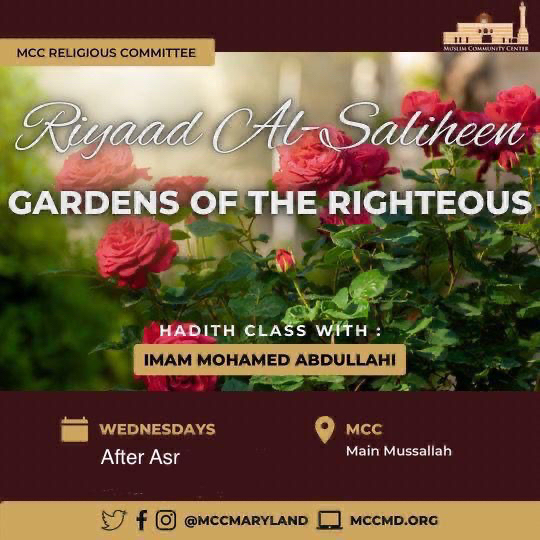 MUSLIM COMMUNITY CENTER
MCC RELIGIOUS COMMITTEE
Riyaad Al-Saliheen
GARDENS OF THE RIGHTEOUS
HADITH CLASS WITH :
IMAM MOHAMED ABDULLAHI
WEDNESDAYS
After Asr
MCC
Main Mussallah
@MCCMARYLAND
MCCMD.ORG